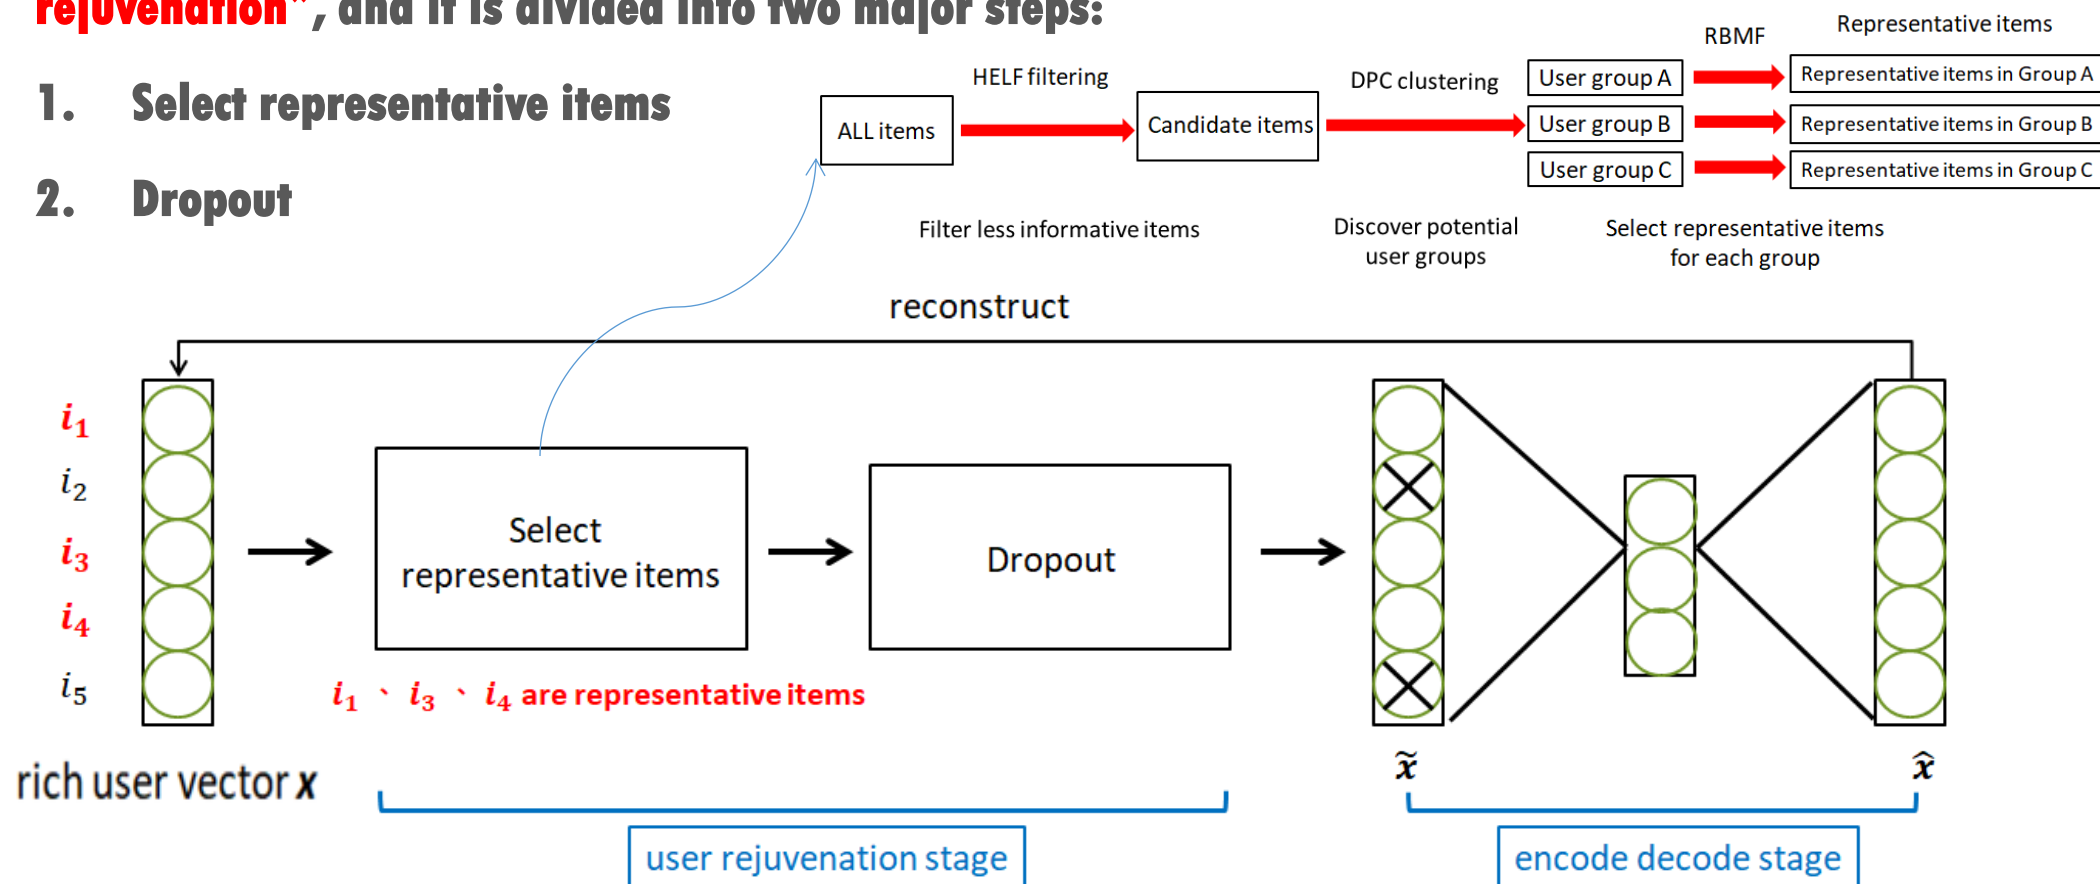 rejuvenation", and it is divided into two major steps:
1. Select representative items
2. Dropout
RBMF
Representative items
HELF filtering
DPC clustering
ALL items
Candidate items
User group A
User group B
User group C
Representative items in Group A
Representative items in Group B
Representative items in Group C
Filter less informative items
Discover potential
user groups
Select representative items
for each group
reconstruct
i₁
i₂
i₃
i₄
i₅
Select
representative items
Dropout
i₁ 、 i₃ 、 i₄ are representative items
rich user vector x
x̃
x̂
user rejuvenation stage
encode decode stage